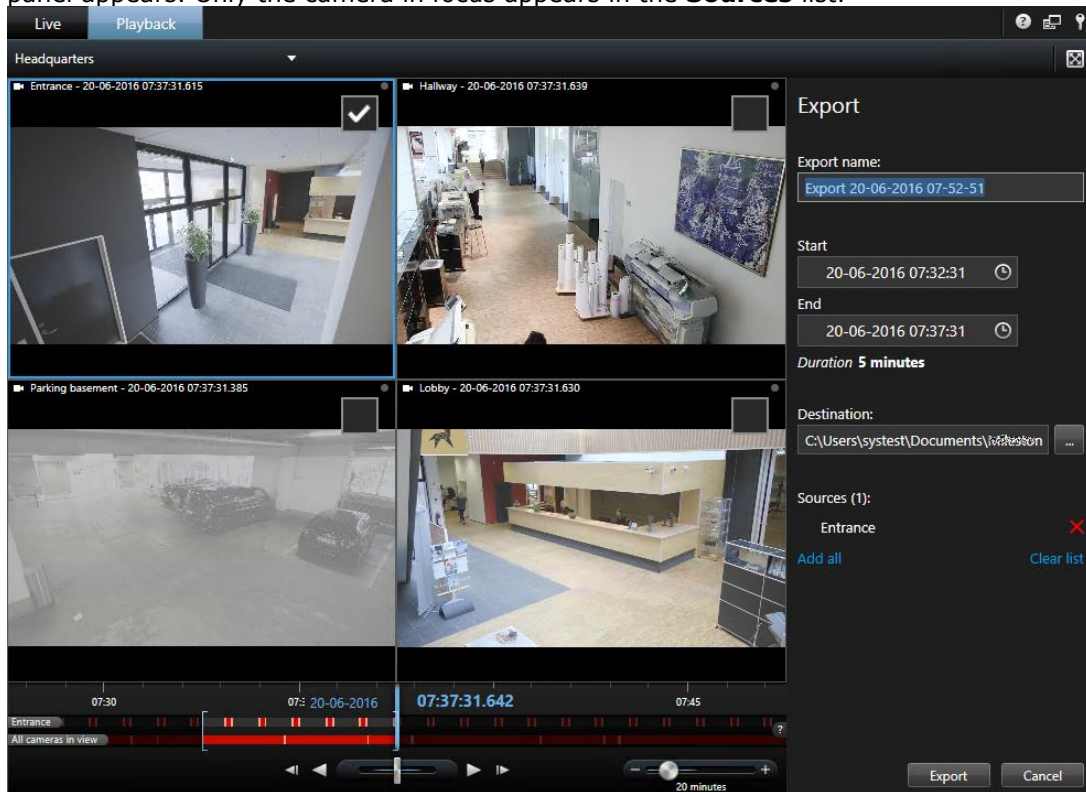 panel appears. Only the camera in focus appears in the Sources list.
Live Playback
Headquarters
Entrance - 20-06-2016 07:37:31.615
Hallway - 20-06-2016 07:37:31.639
Parking basement - 20-06-2016 07:37:31.385
Lobby - 20-06-2016 07:37:31.630
Export
Export name:
Export 20-06-2016 07-52-51
Start
20-06-2016 07:32:31
End
20-06-2016 07:37:31
Duration 5 minutes
Destination:
C:\Users\systest\Documents\Mileston ...
Sources (1):
Entrance
Add all Clear list
07:30 07: 20-06-2016 07:37:31.642 07:45
Entrance
All cameras in view
20 minutes
Export Cancel